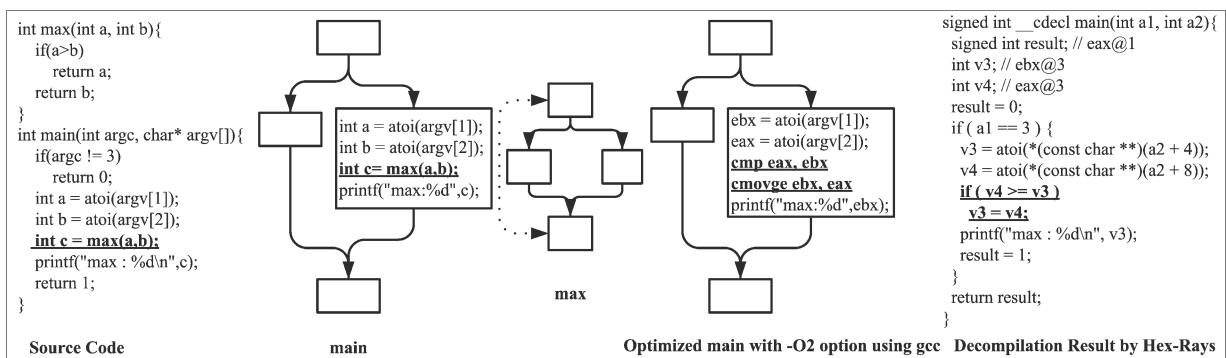 int max(int a, int b){
if(a>b)
return a;
return b;
}
int main(int argc, char* argv[]){
if(argc != 3)
return 0;
int a = atoi(argv[1]);
int b = atoi(argv[2]);
int c = max(a,b);
printf("max : %d\n",c);
return 1;
}
Source Code
int a = atoi(argv[1]);
int b = atoi(argv[2]);
int c= max(a,b);
printf("max:%d",c);
main
max
ebx = atoi(argv[1]);
eax = atoi(argv[2]);
cmp eax, ebx
cmovge ebx, eax
printf("max:%d",ebx);
Optimized main with -O2 option using gcc
signed int __cdecl main(int a1, int a2){
signed int result; // eax@1
int v3; // ebx@3
int v4; // eax@3
result = 0;
if ( a1 == 3 ) {
v3 = atoi(*(const char **)(a2 + 4));
v4 = atoi(*(const char **)(a2 + 8));
if ( v4 >= v3 )
v3 = v4;
printf("max : %d\n", v3);
result = 1;
}
return result;
}
Decompilation Result by Hex-Rays